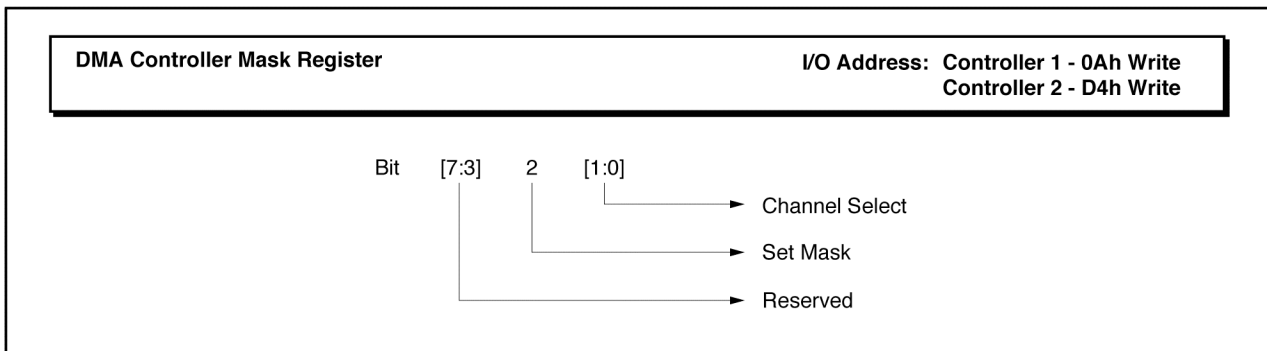 DMA Controller Mask Register
I/O Address: Controller 1 - 0Ah Write
Controller 2 - D4h Write
Bit [7:3] 2 [1:0]
Channel Select
Set Mask
Reserved